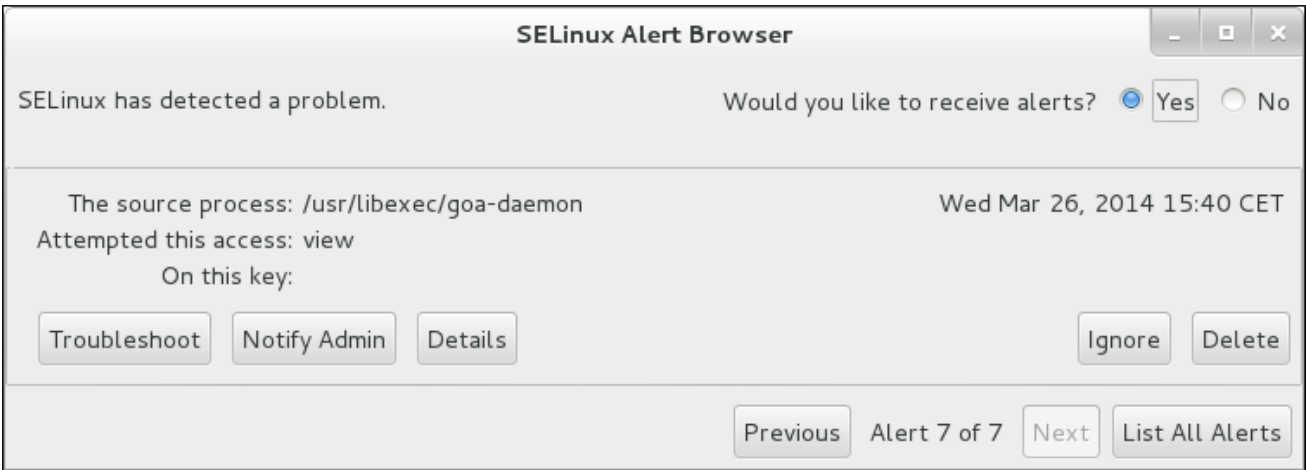 SELinux Alert Browser
SELinux has detected a problem. Would you like to receive alerts? Yes No
The source process: /usr/libexec/goa-daemon Wed Mar 26, 2014 15:40 CET
Attempted this access: view
On this key:
Troubleshoot Notify Admin Details Ignore Delete
Previous Alert 7 of 7 Next List All Alerts